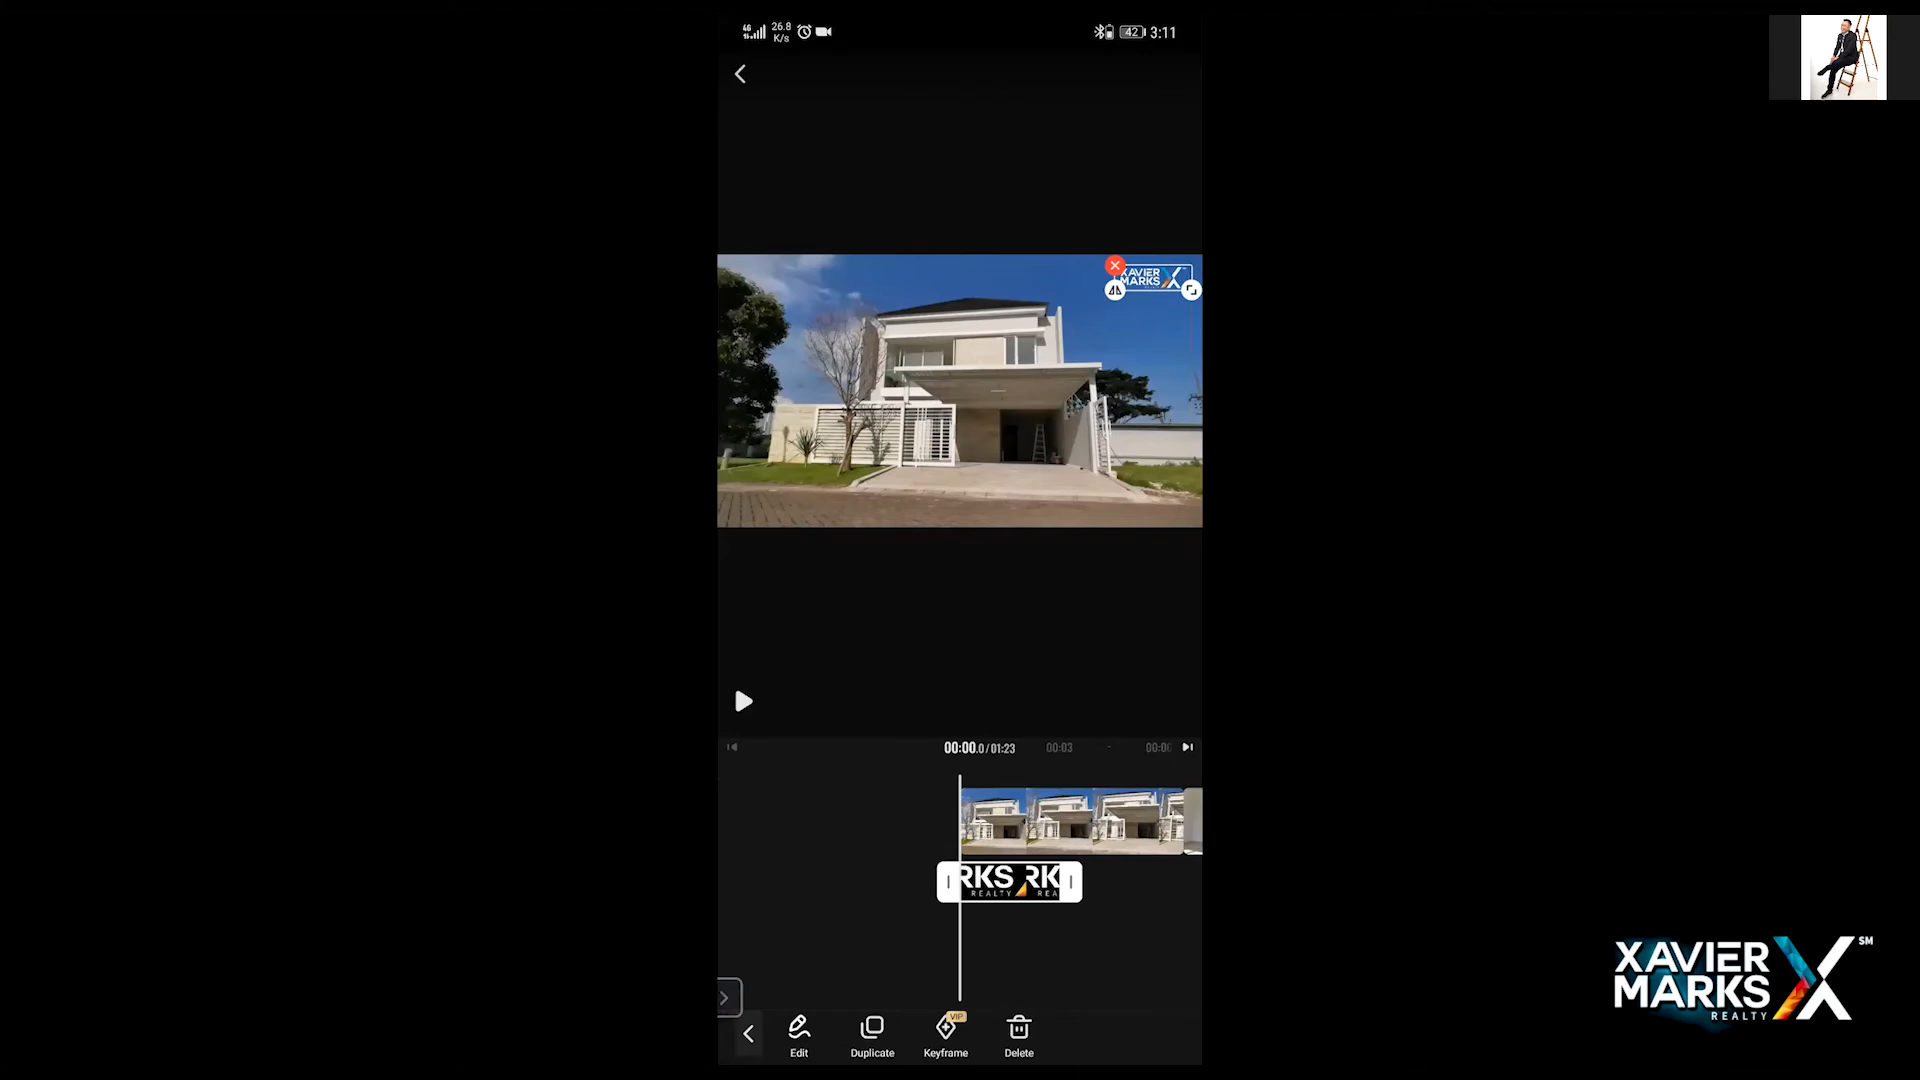 4G
26.8
K/s
42
3:11
XAVIER
MARKS
00:00.0/01:23
00:03
RKS RK
REALTY REA
VIP
Edit
Duplicate
Keyframe
Delete
XAVIER
MARKS
REALTY
SM